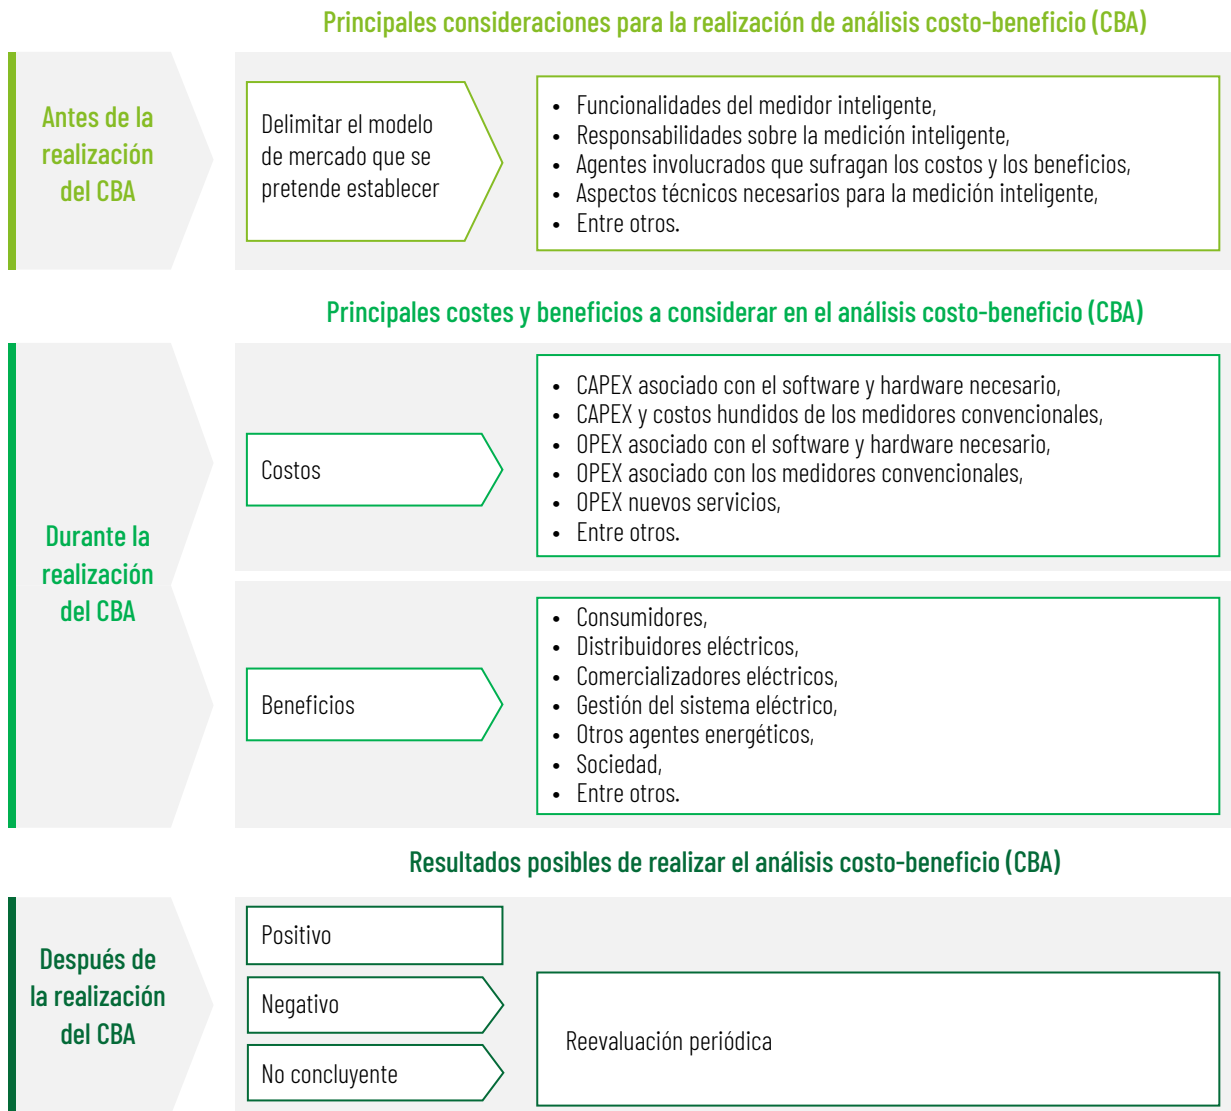 Principales consideraciones para la realización de análisis costo-beneficio (CBA)
Antes de la
realización
del CBA
Delimitar el modelo
de mercado que se
pretende establecer
• Funcionalidades del medidor inteligente,
• Responsabilidades sobre la medición inteligente,
• Agentes involucrados que sufragan los costos y los beneficios,
• Aspectos técnicos necesarios para la medición inteligente,
• Entre otros.
Principales costes y beneficios a considerar en el análisis costo-beneficio (CBA)
Durante la
realización
del CBA
Costos
• CAPEX asociado con el software y hardware necesario,
• CAPEX y costos hundidos de los medidores convencionales,
• OPEX asociado con el software y hardware necesario,
• OPEX asociado con los medidores convencionales,
• OPEX nuevos servicios,
• Entre otros.
Beneficios
• Consumidores,
• Distribuidores eléctricos,
• Comercializadores eléctricos,
• Gestión del sistema eléctrico,
• Otros agentes energéticos,
• Sociedad,
• Entre otros.
Resultados posibles de realizar el análisis costo-beneficio (CBA)
Después de
la realización
del CBA
Positivo
Negativo
No concluyente
Reevaluación periódica